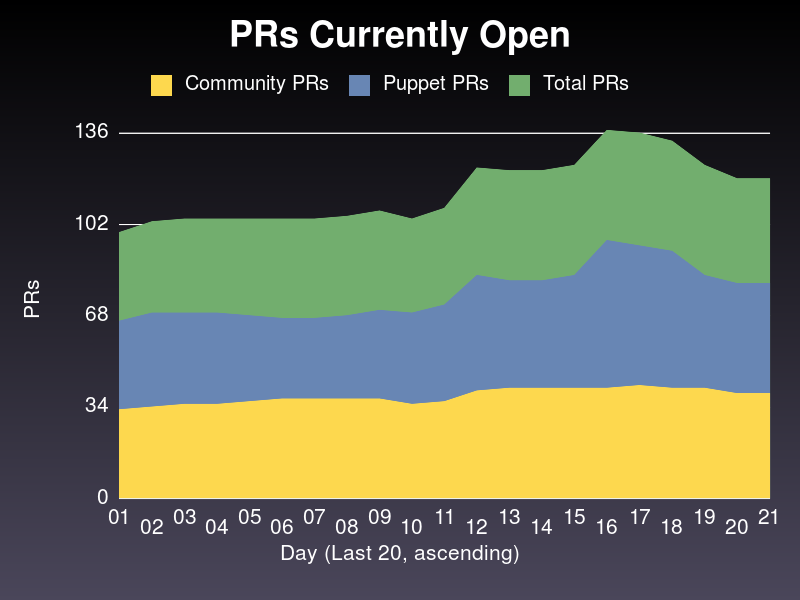 PRs Currently Open
Community PRs Puppet PRs Total PRs
136
102
68
34
0
PRs
01 02 03 04 05 06 07 08 09 10 11 12 13 14 15 16 17 18 19 20 21
Day (Last 20, ascending)